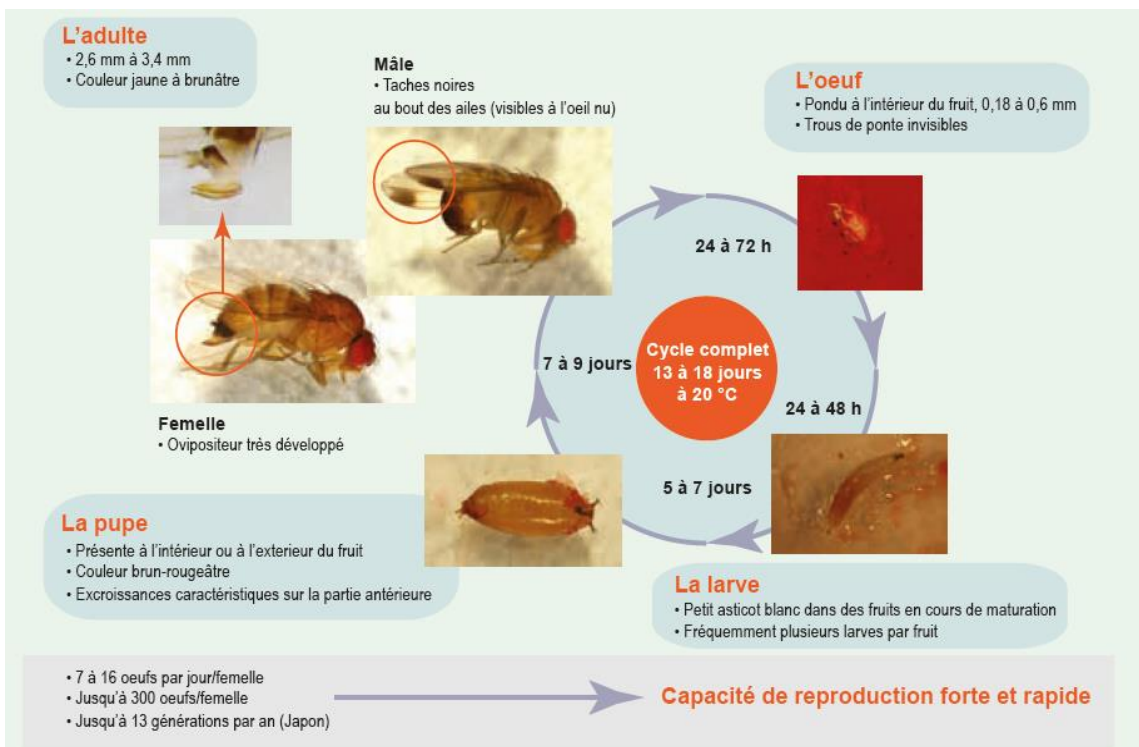 L'adulte
• 2,6 mm à 3,4 mm
• Couleur jaune à brunâtre
Mâle
• Taches noires
au bout des ailes (visibles à l'oeil nu)
L'oeuf
• Pondu à l'intérieur du fruit, 0,18 à 0,6 mm
• Trous de ponte invisibles
24 à 72 h
Cycle complet
13 à 18 jours
à 20 °C
7 à 9 jours
24 à 48 h
5 à 7 jours
Femelle
• Ovipositeur très développé
La pupe
• Présente à l'intérieur ou à l'exterieur du fruit
• Couleur brun-rougeâtre
• Excroissances caractéristiques sur la partie antérieure
La larve
• Petit asticot blanc dans des fruits en cours de maturation
• Fréquemment plusieurs larves par fruit
• 7 à 16 oeufs par jour/femelle
• Jusqu'à 300 oeufs/femelle
• Jusqu'à 13 générations par an (Japon)
Capacité de reproduction forte et rapide